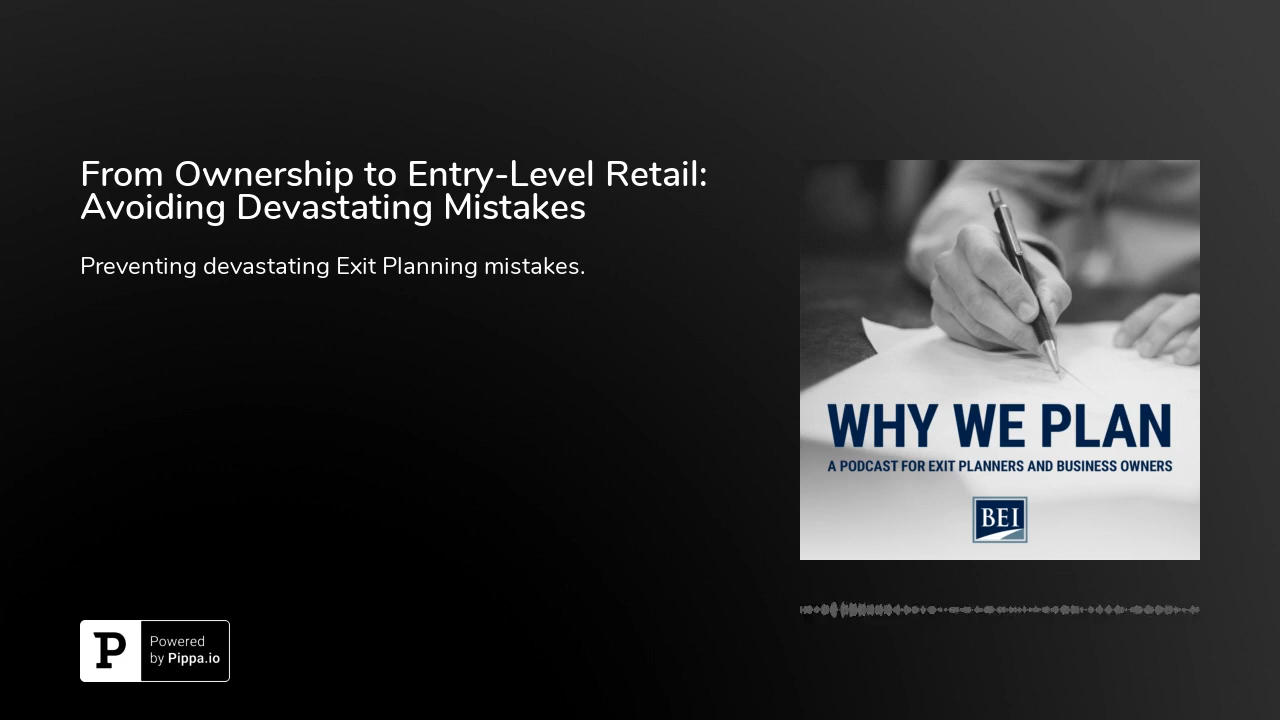 From Ownership to Entry-Level Retail:
Avoiding Devastating Mistakes
Preventing devastating Exit Planning mistakes.
WHY WE PLAN
A PODCAST FOR EXIT PLANNERS AND BUSINESS OWNERS
BEI
P
Powered
by Pippa.io